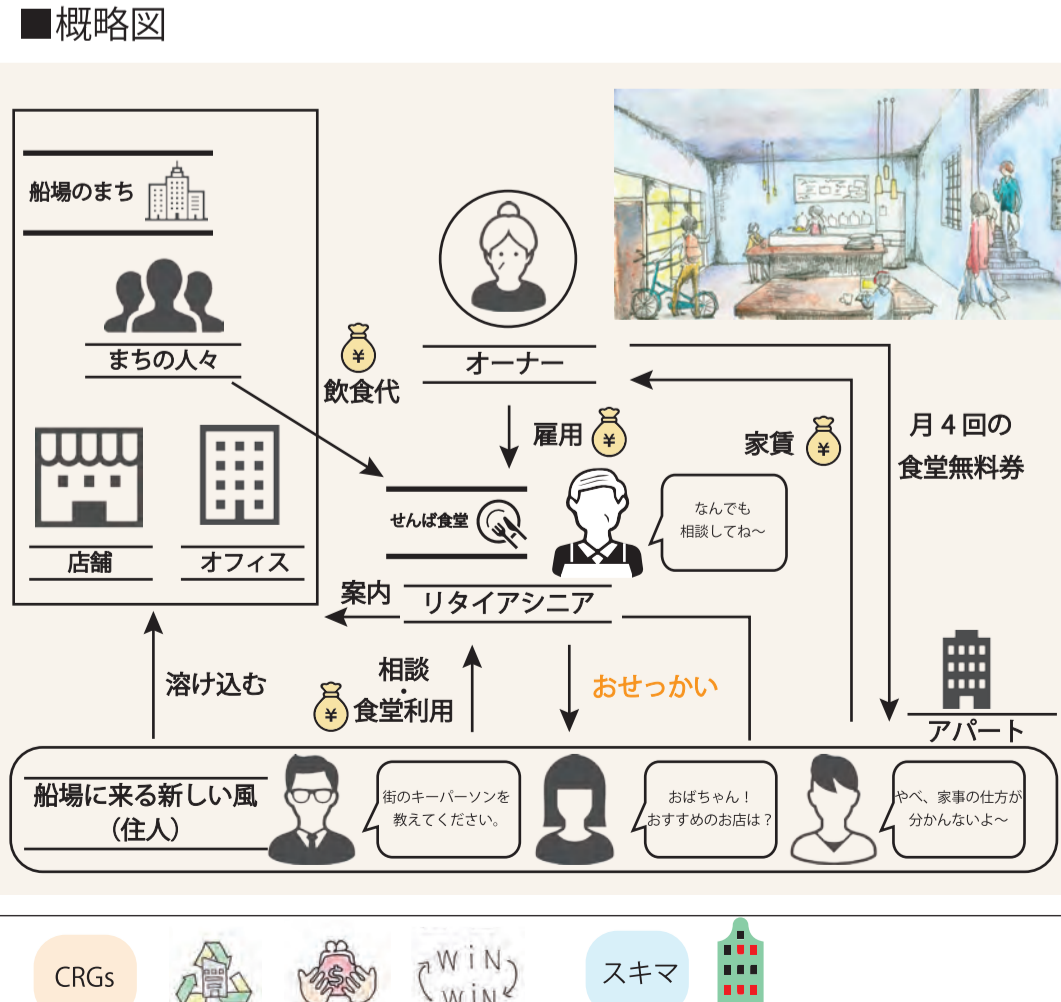 ■概略図
船場のまち
まちの人々
店舗
オフィス
¥
飲食代
オーナー
雇用
¥
家賃
¥
月4回の
食堂無料券
せんば食堂
なんでも
相談してね～
リタイアシニア
案内
溶け込む
相談
・
¥
食堂利用
おせっかい
アパート
船場に来る新しい風
（住人）
街のキーパーソンを
教えてください。
おばちゃん！
おすすめのお店は？
やべ、家事の仕方が
分かんないよ～
CRGs
$
WiN
WiN
スキマ